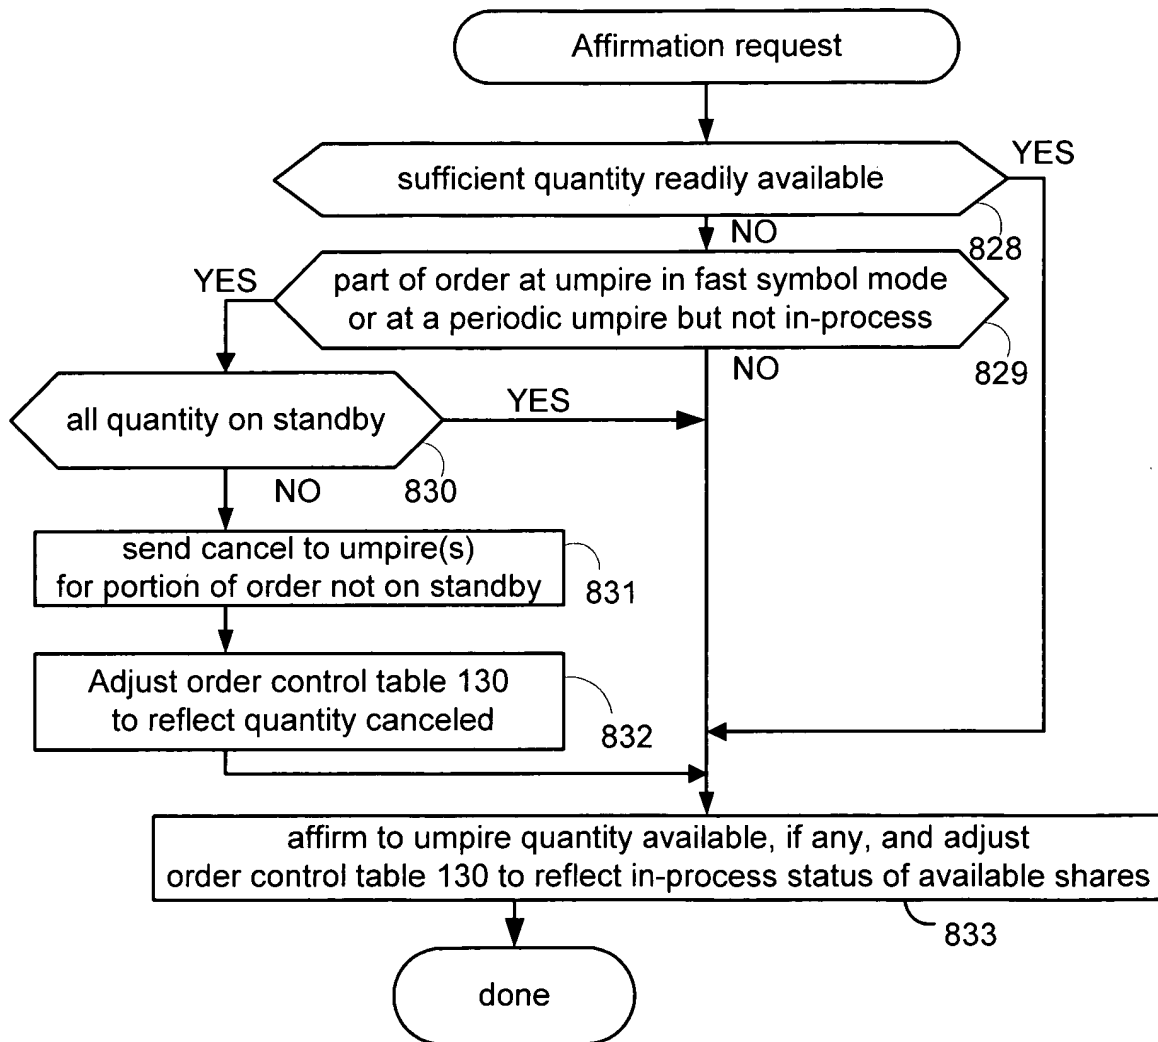 Affirmation request
YES
sufficient quantity readily available
NO
828
YES
part of order at umpire in fast symbol mode
or at a periodic umpire but not in-process
NO
829
all quantity on standby
YES
NO
830
send cancel to umpire(s)
for portion of order not on standby
831
Adjust order control table 130
to reflect quantity canceled
832
affirm to umpire quantity available, if any, and adjust
order control table 130 to reflect in-process status of available shares
833
done